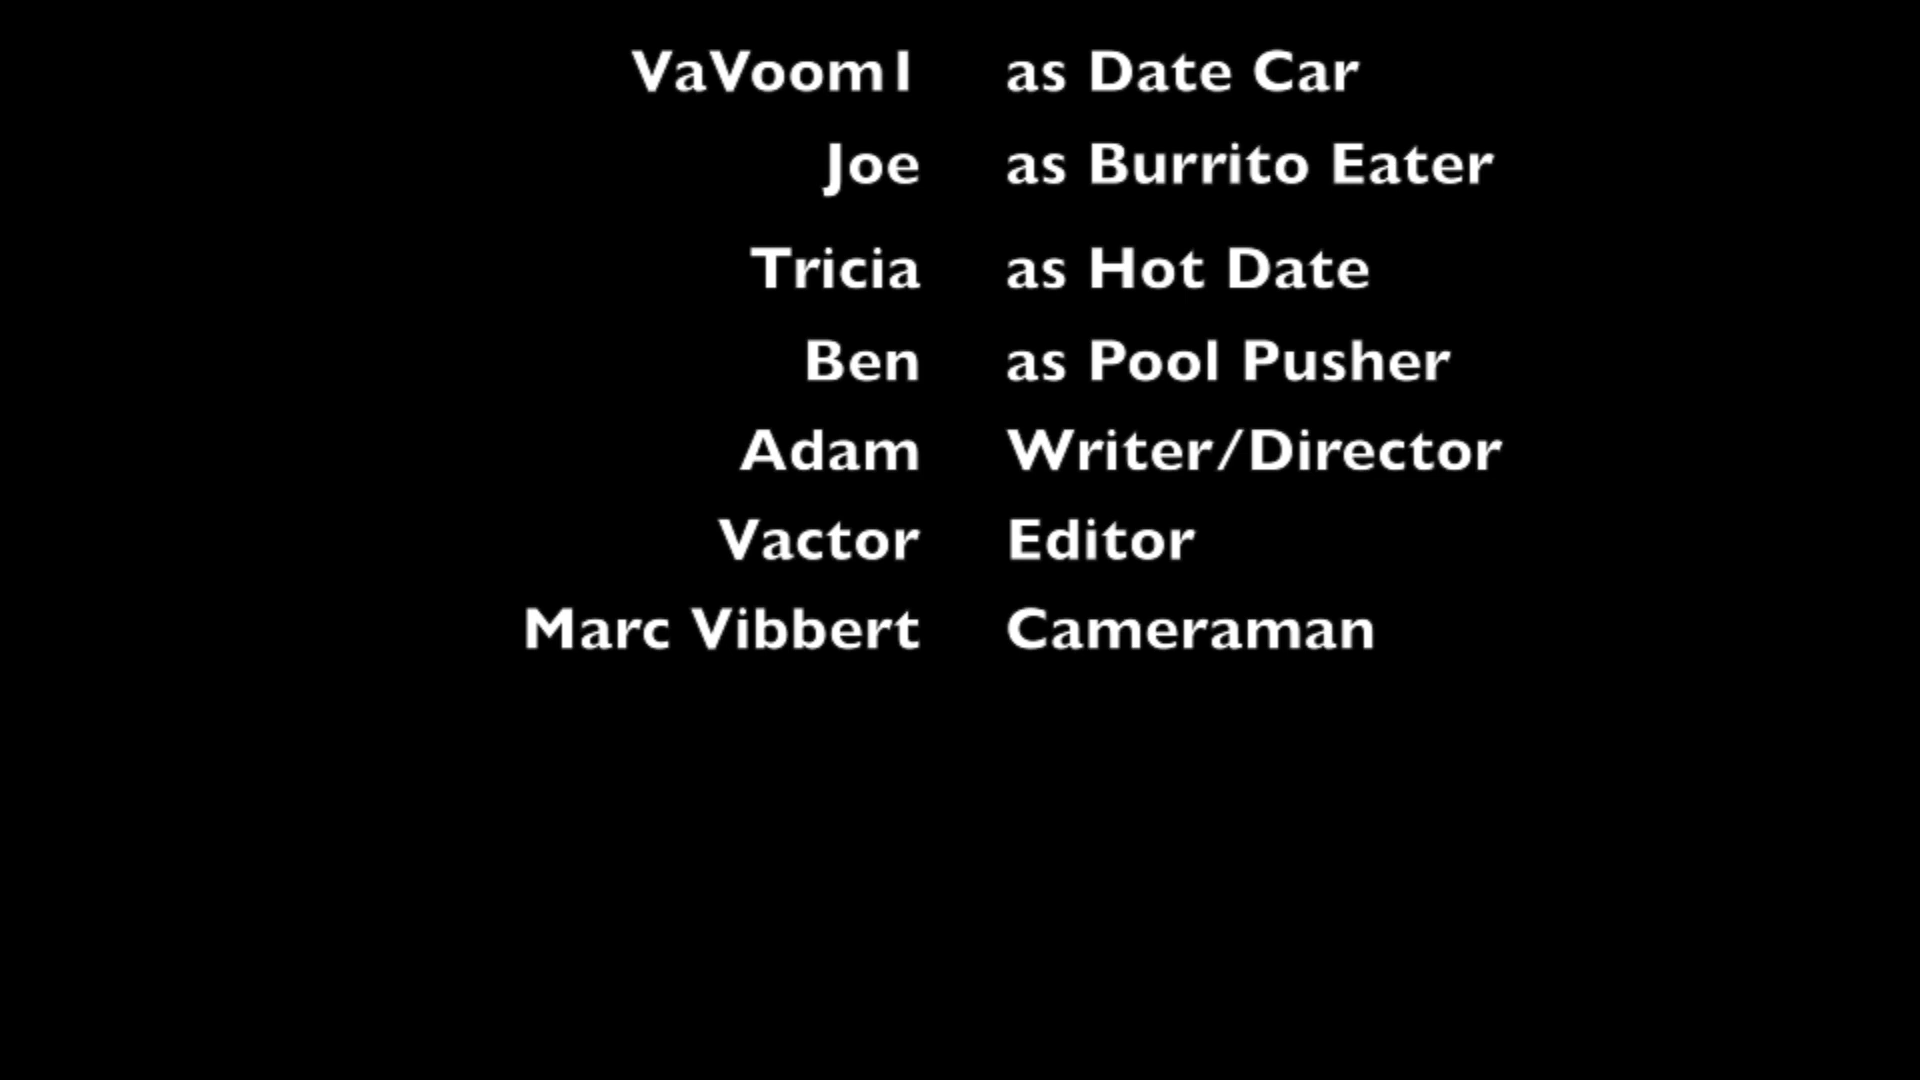 VaVoom1 as Date Car
Joe as Burrito Eater
Tricia as Hot Date
Ben as Pool Pusher
Adam Writer/Director
Vactor Editor
Marc Vibbert Cameraman